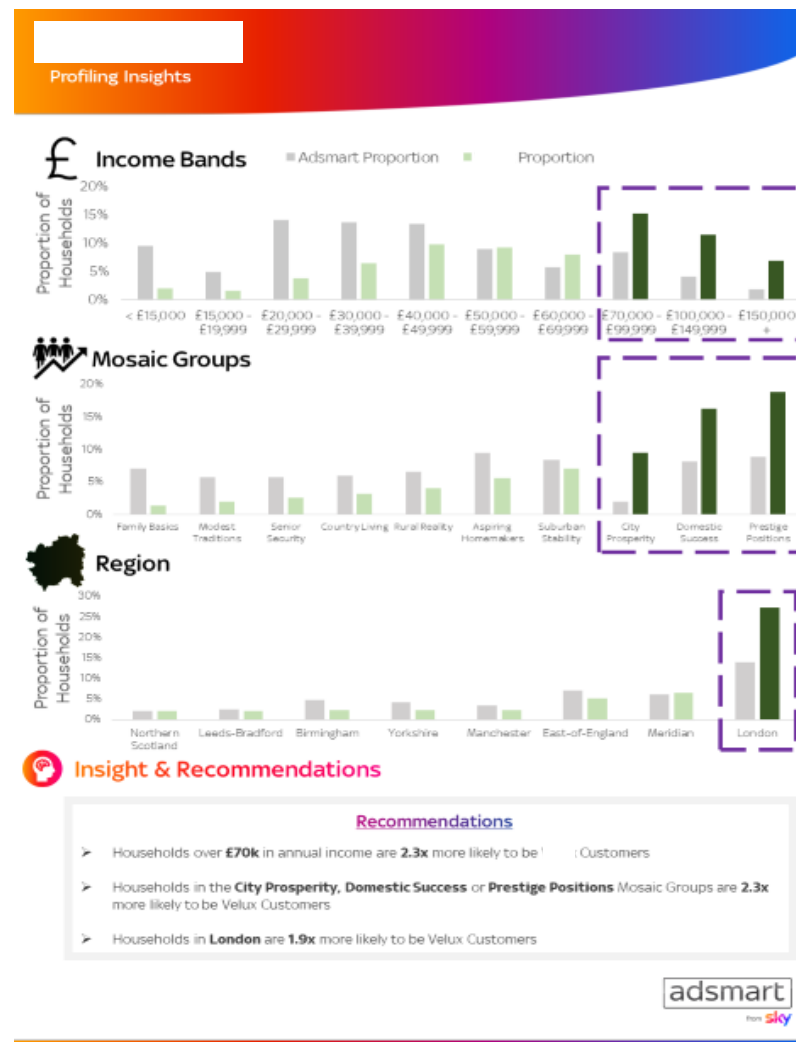 Profiling Insights
£ Income Bands
Adsmart Proportion
Proportion
Proportion of
Households
20%
15%
10%
5%
0%
< £15,000
£15,000 -
£19,999
£20,000 -
£29,999
£30,000 -
£39,999
£40,000 -
£49,999
£50,000 -
£59,999
£60,000 -
£69,999
£70,000 -
£99,999
£100,000 -
£149,999
£150,000
+
Mosaic Groups
Proportion of
Households
20%
15%
10%
5%
0%
Family Basics
Modest
Traditions
Senior
Security
Country Living
Rural Reality
Aspiring
Homemakers
Suburban
Stability
City
Prosperity
Domestic
Success
Prestige
Positions
Region
Proportion of
Households
30%
25%
20%
15%
10%
5%
0%
Northern
Scotland
Leeds-Bradford
Birmingham
Yorkshire
Manchester
East-of-England
Meridian
London
Insight & Recommendations
Recommendations
➢ Households over £70k in annual income are 2.3x more likely to be Customers
➢ Households in the City Prosperity, Domestic Success or Prestige Positions Mosaic Groups are 2.3x
more likely to be Velux Customers
➢ Households in London are 1.9x more likely to be Velux Customers
adsmart
from sky